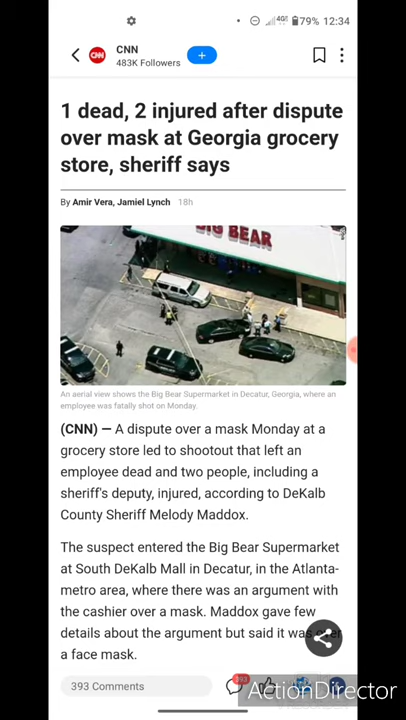 79% 12:34
CNN
CNN
483K Followers
1 dead, 2 injured after dispute
over mask at Georgia grocery
store, sheriff says
By Amir Vera, Jamiel Lynch 18h
BIG BEAR
An aerial view shows the Big Bear Supermarket in Decatur, Georgia, where an
employee was fatally shot on Monday.
(CNN) — A dispute over a mask Monday at a
grocery store led to shootout that left an
employee dead and two people, including a
sheriff's deputy, injured, according to DeKalb
County Sheriff Melody Maddox.
The suspect entered the Big Bear Supermarket
at South DeKalb Mall in Decatur, in the Atlanta-
metro area, where there was an argument with
the cashier over a mask. Maddox gave few
details about the argument but said it was over
a face mask.
393 Comments
393
ActionDirector